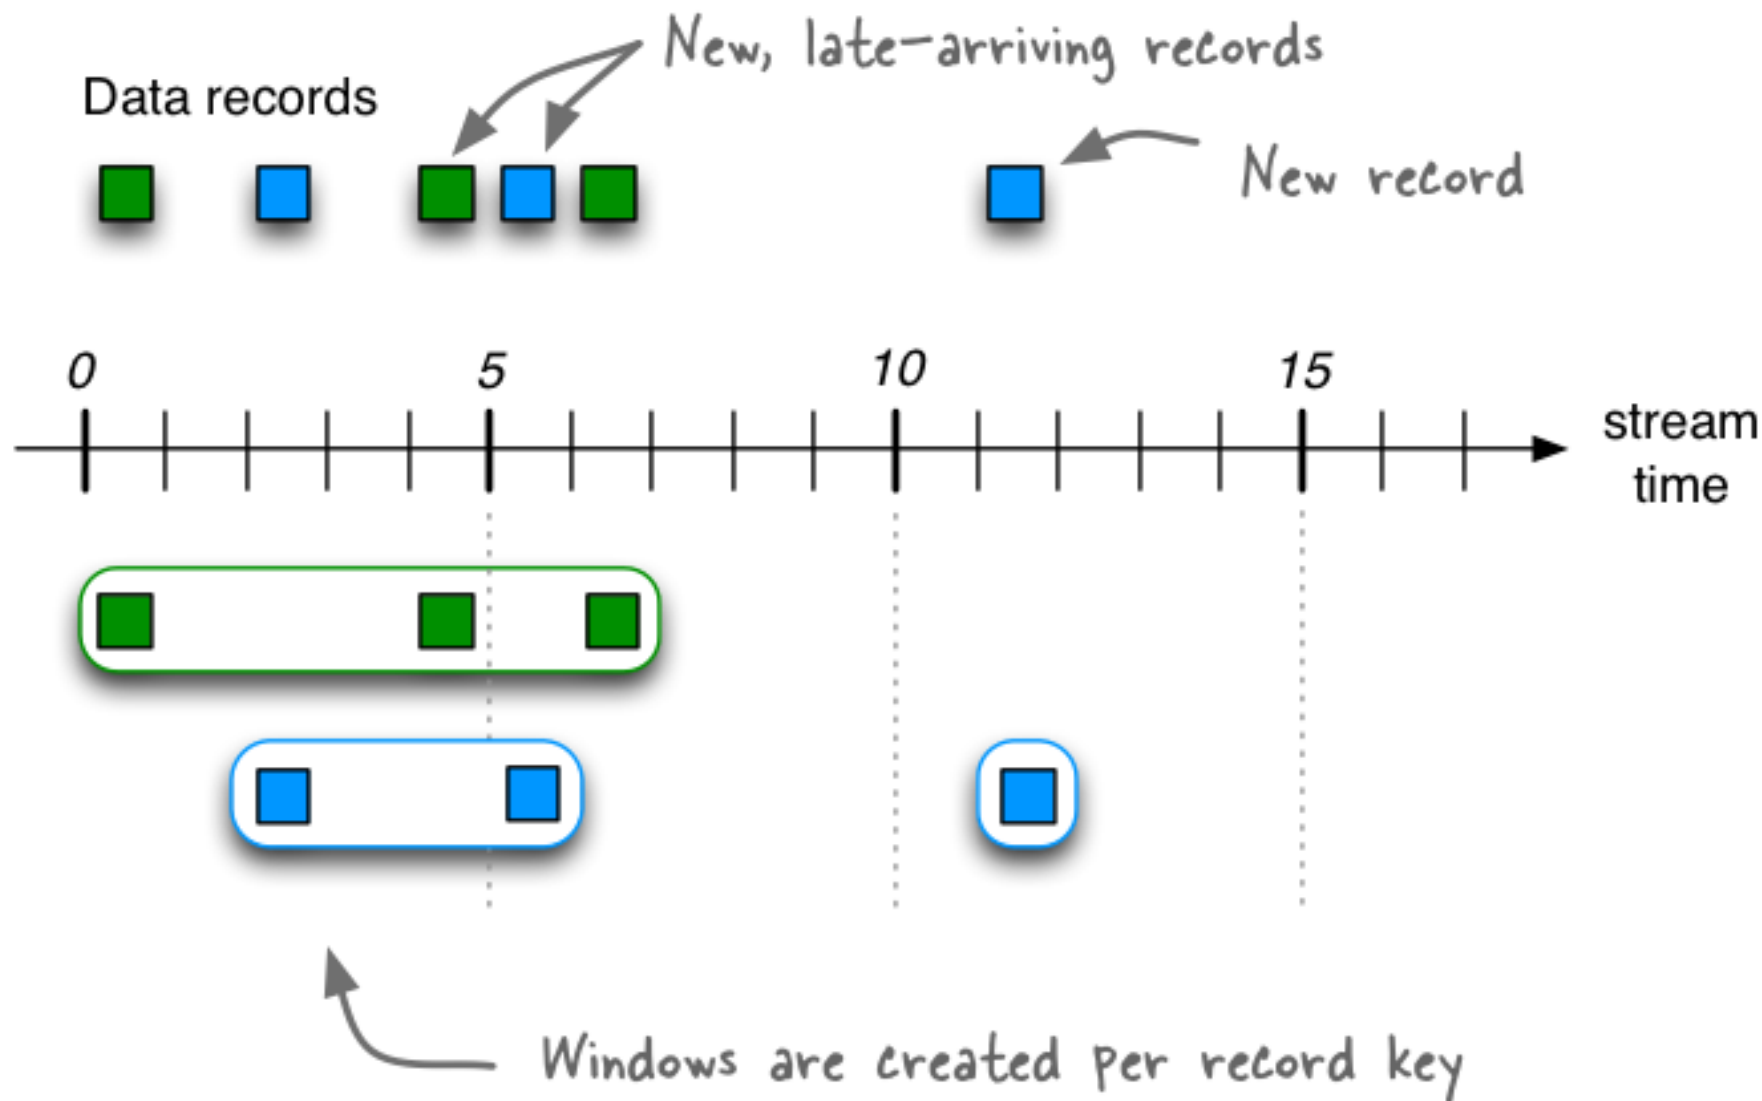 New, late-arriving records
Data records
New record
0 5 10 15
stream
time
Windows are created per record key